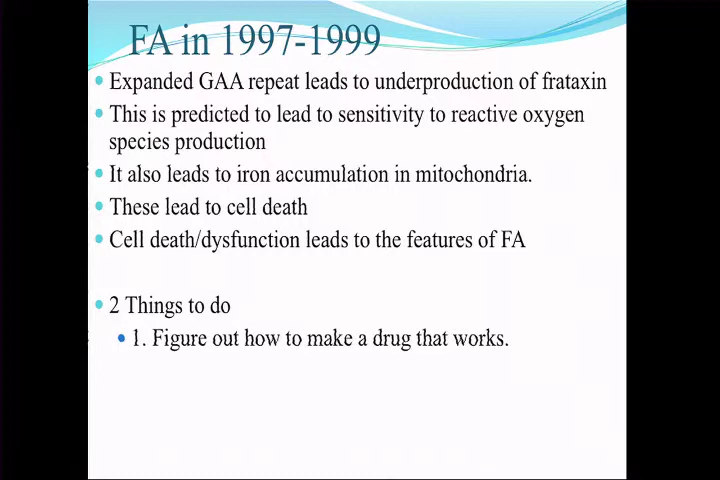 FA in 1997-1999
Expanded GAA repeat leads to underproduction of frataxin
This is predicted to lead to sensitivity to reactive oxygen
species production
It also leads to iron accumulation in mitochondria.
These lead to cell death
Cell death/dysfunction leads to the features of FA
2 Things to do
1. Figure out how to make a drug that works.